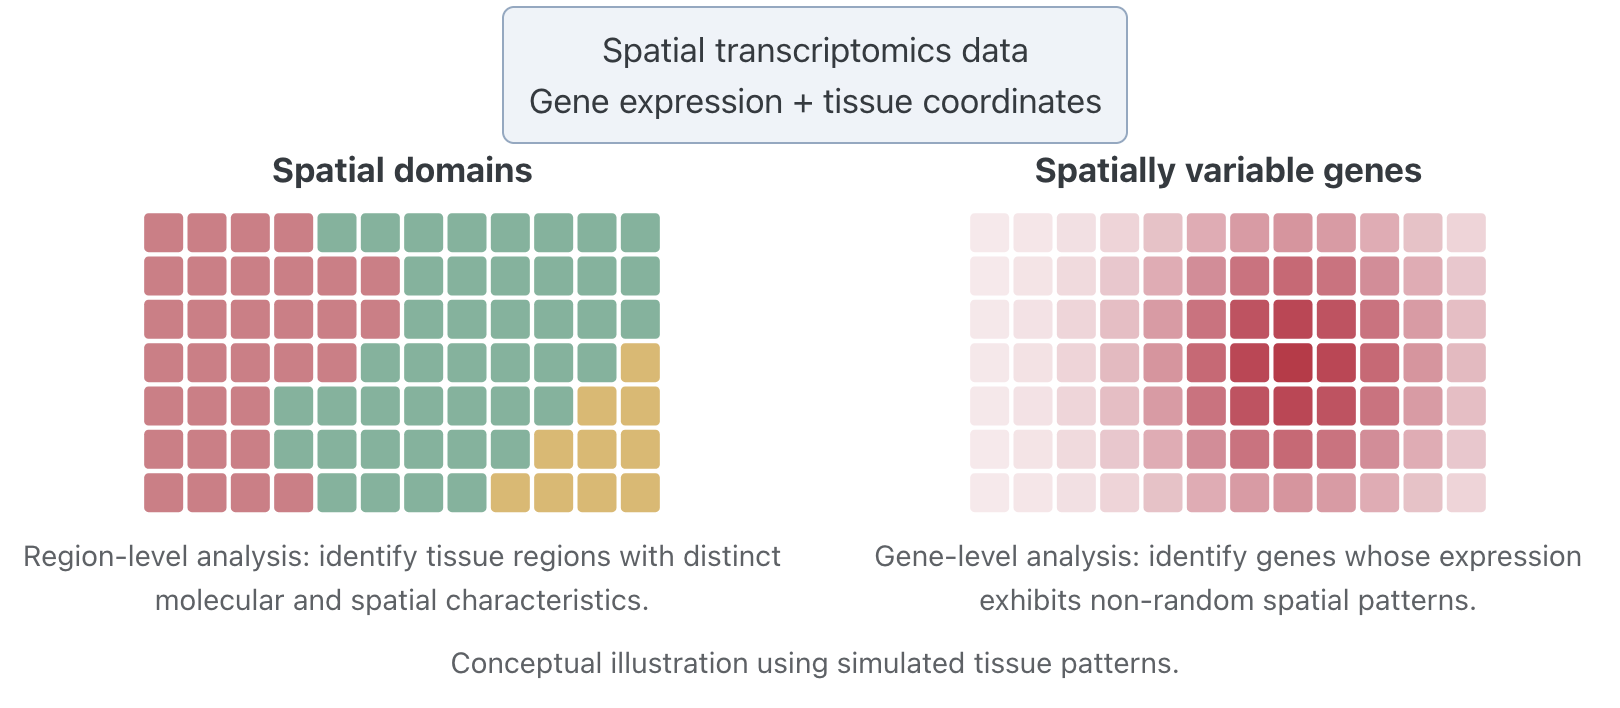 Spatial transcriptomics data
Gene expression + tissue coordinates
Spatial domains
Region-level analysis: identify tissue regions with distinct
molecular and spatial characteristics.
Spatially variable genes
Gene-level analysis: identify genes whose expression
exhibits non-random spatial patterns.
Conceptual illustration using simulated tissue patterns.